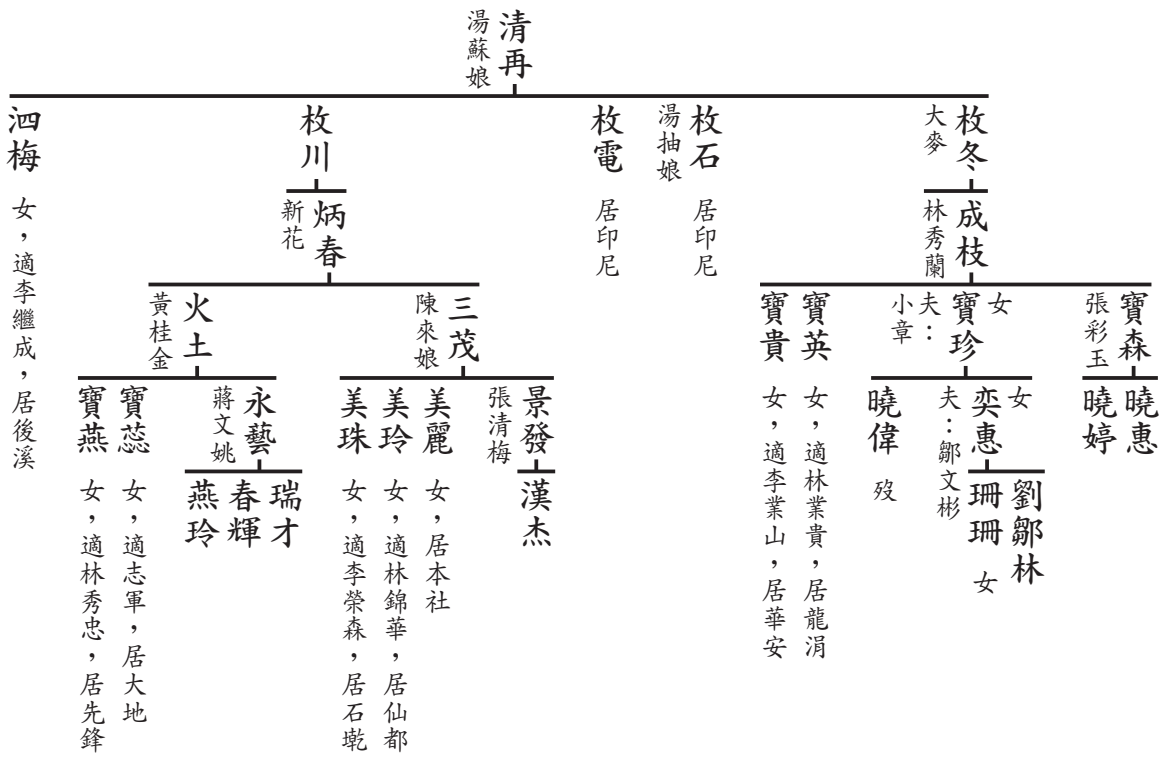 清再
湯蘇娘
枚冬
大麥
枚石
湯抽娘
居印尼
枚電
居印尼
枚川
泗梅
女，適李繼成，居後溪
成枝
林秀蘭
炳春
新花
寶森
張彩玉
女
寶珍
夫：
小章
寶英
女，適林業貴，居龍涓
寶貴
女，適李業山，居華安
三茂
陳來娘
火土
黃桂金
曉惠
曉婷
女
奕惠
夫：鄒文彬
曉偉
歿
景發
張清梅
美麗
女，居本社
美玲
女，適林錦華，居仙都
美珠
女，適李榮森，居石乾
永藝
蔣文姚
寶蕊
女，適志軍，居大地
寶燕
女，適林秀忠，居先鋒
劉鄒林
珊珊
女
漢杰
瑞才
春輝
燕玲